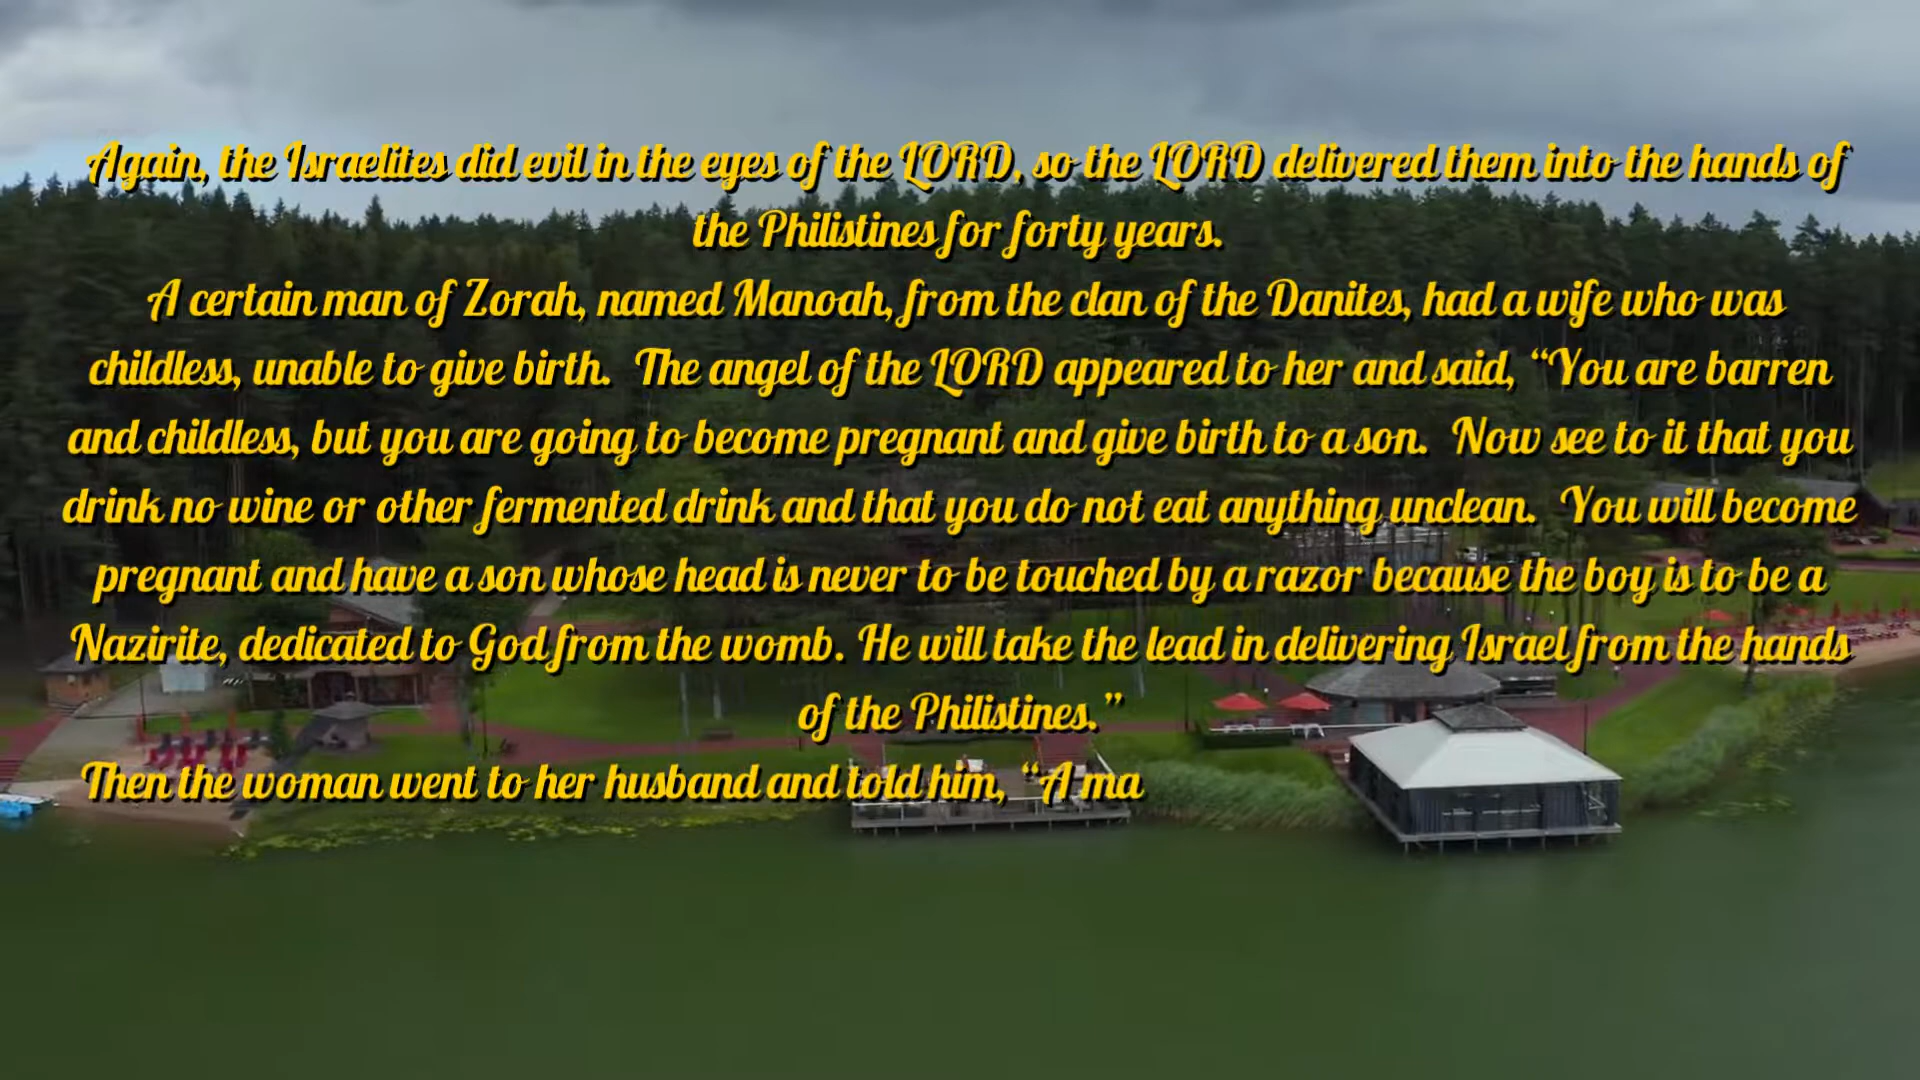 Again, the Israelites did evil in the eyes of the LORD, so the LORD delivered them into the hands of
the Philistines for forty years.
A certain man of Zorah, named Manoah, from the clan of the Danites, had a wife who was
childless, unable to give birth. The angel of the LORD appeared to her and said, “You are barren
and childless, but you are going to become pregnant and give birth to a son. Now see to it that you
drink no wine or other fermented drink and that you do not eat anything unclean. You will become
pregnant and have a son whose head is never to be touched by a razor because the boy is to be a
Nazirite, dedicated to God from the womb. He will take the lead in delivering Israel from the hands
of the Philistines.”
Then the woman went to her husband and told him, “A ma